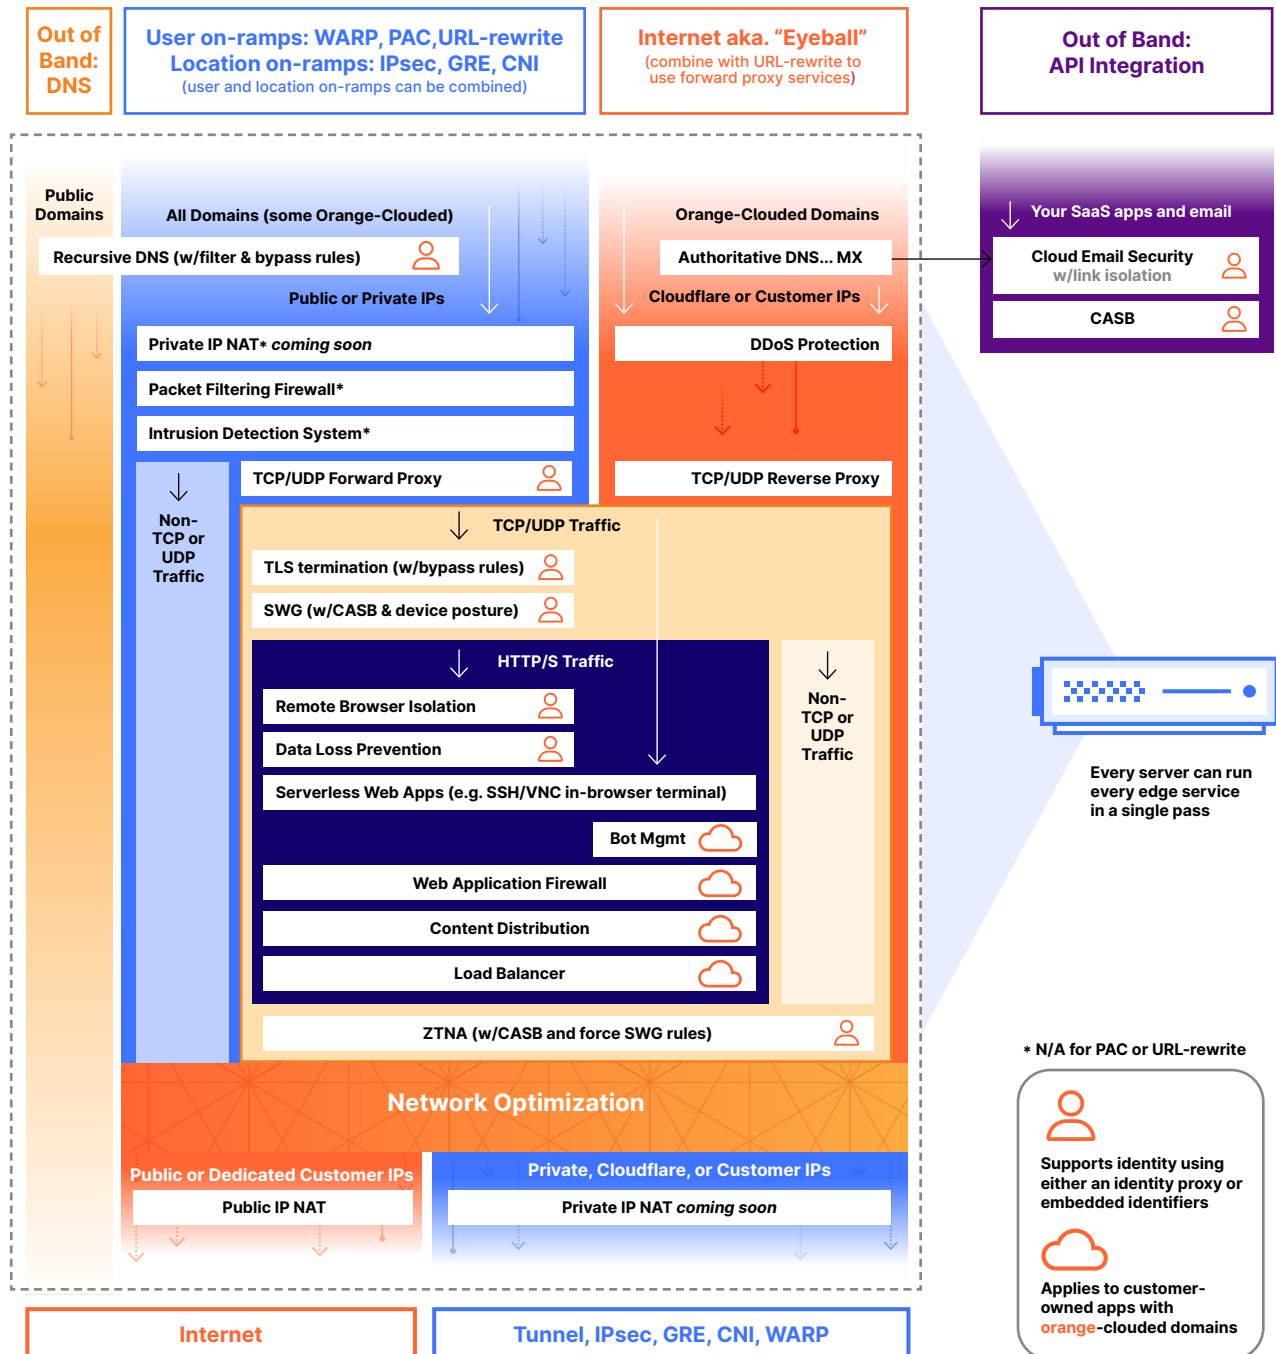 Out of
Band:
DNS
User on-ramps: WARP, PAC,URL-rewrite
Location on-ramps: IPsec, GRE, CNI
(user and location on-ramps can be combined)
Internet aka. “Eyeball”
(combine with URL-rewrite to
use forward proxy services)
Out of Band:
API Integration
Public
Domains
All Domains (some Orange-Clouded)
Orange-Clouded Domains
Your SaaS apps and email
Recursive DNS (w/filter & bypass rules)
Authoritative DNS... MX
Cloud Email Security
w/link isolation
Public or Private IPs
Cloudflare or Customer IPs
CASB
Private IP NAT* coming soon
DDoS Protection
Packet Filtering Firewall*
Intrusion Detection System*
TCP/UDP Forward Proxy
TCP/UDP Reverse Proxy
Non-
TCP or
UDP
Traffic
TCP/UDP Traffic
TLS termination (w/bypass rules)
SWG (w/CASB & device posture)
HTTP/S Traffic
Remote Browser Isolation
Data Loss Prevention
Serverless Web Apps (e.g. SSH/VNC in-browser terminal)
Bot Mgmt
Web Application Firewall
Content Distribution
Load Balancer
Non-
TCP or
UDP
Traffic
Every server can run
every edge service
in a single pass
ZTNA (w/CASB and force SWG rules)
Network Optimization
Public or Dedicated Customer IPs
Public IP NAT
Private, Cloudflare, or Customer IPs
Private IP NAT coming soon
* N/A for PAC or URL-rewrite
Supports identity using
either an identity proxy or
embedded identifiers
Applies to customer-
owned apps with
orange-clouded domains
Internet
Tunnel, IPsec, GRE, CNI, WARP